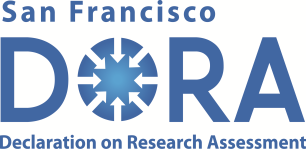 San Francisco
DORA
Declaration on Research Assessment